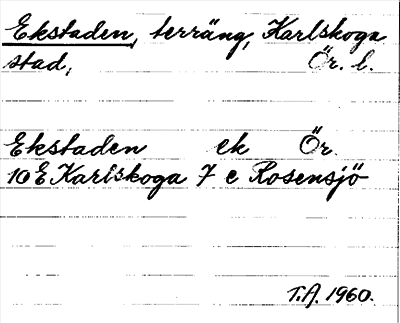 Ekstaden, terräng, Karlskoga
stad, Ör. l.
Ekstaden ek Ör.
10 E Karlskoga 7 c Rosensjö
T.A. 1960.